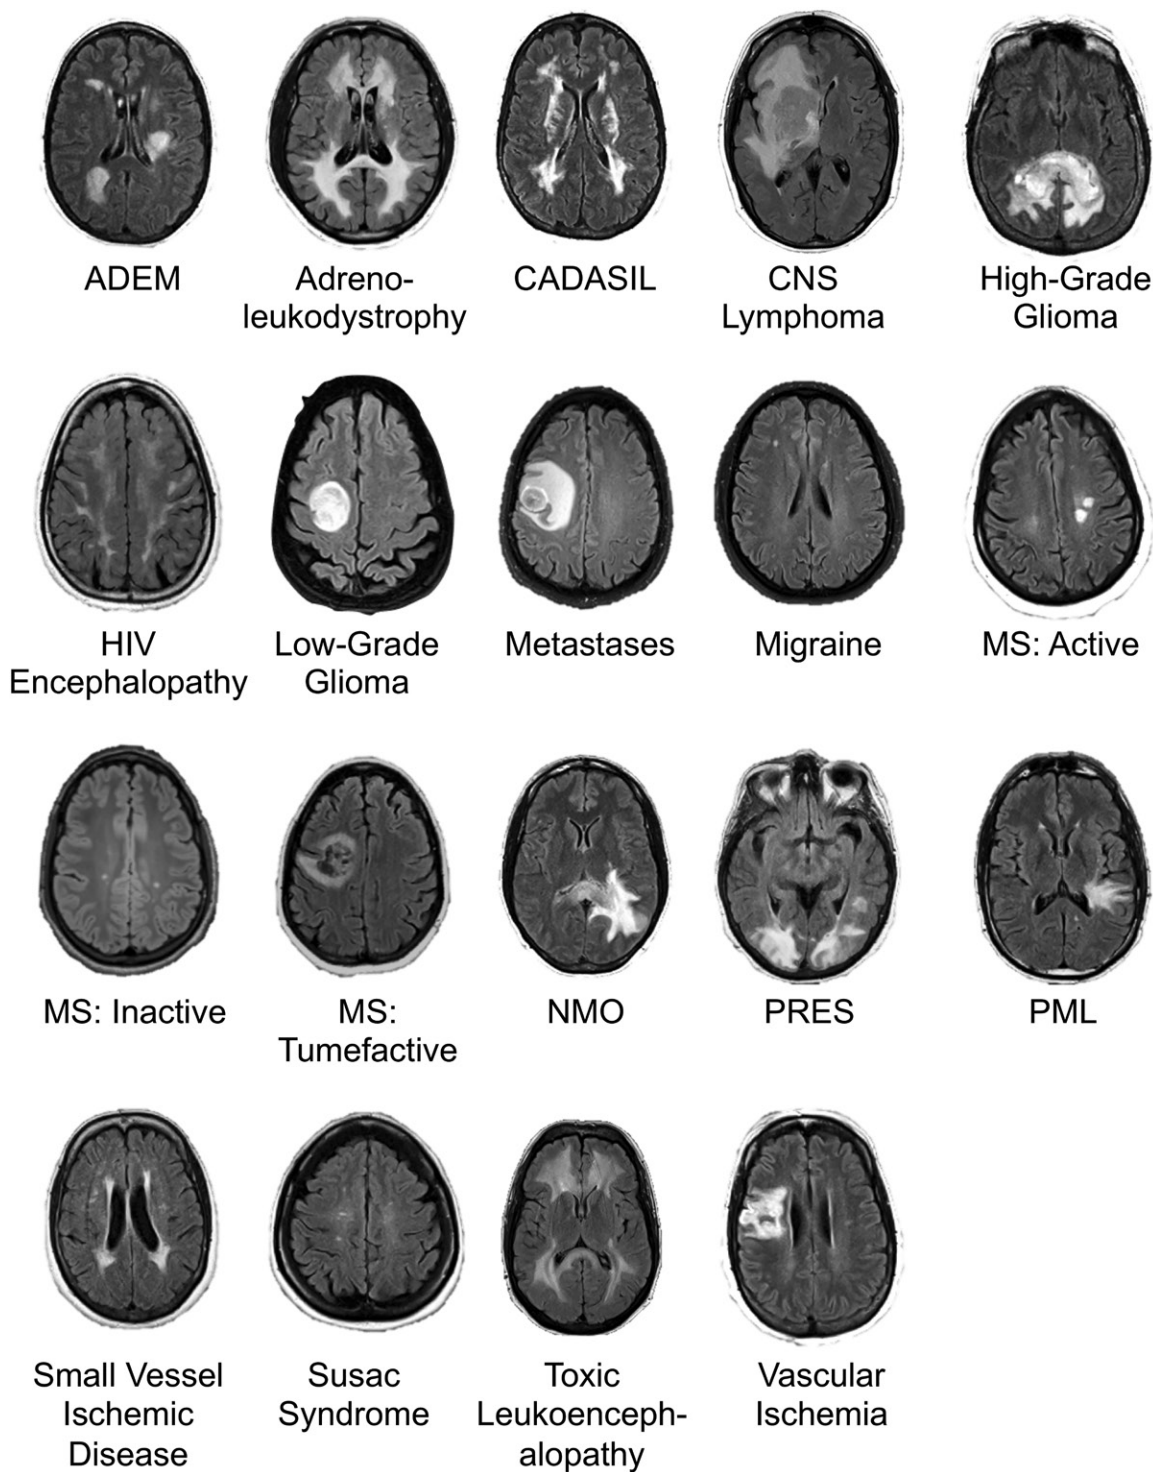 ADEM
Adreno-
leukodystrophy
CADASIL
CNS
Lymphoma
High-Grade
Glioma
HIV
Encephalopathy
Low-Grade
Glioma
Metastases
Migraine
MS: Active
MS: Inactive
MS:
Tumefactive
NMO
PRES
PML
Small Vessel
Ischemic
Disease
Susac
Syndrome
Toxic
Leukoenceph-
alopathy
Vascular
Ischemia